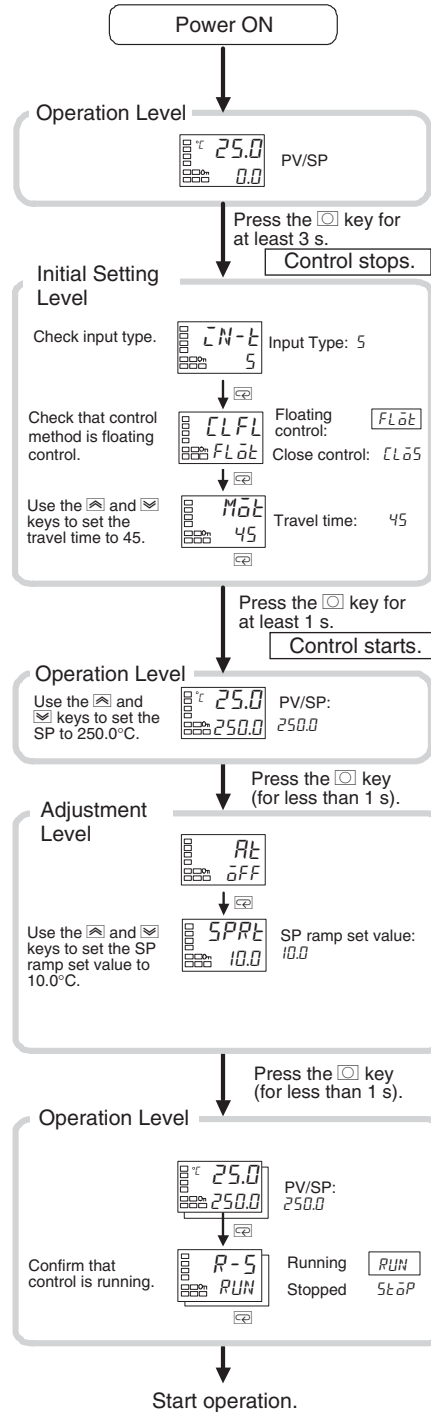 Power ON
Operation Level
°C 25.0
0.0
PV/SP
Press the key for
at least 3 s.
Control stops.
Initial Setting
Level
Check input type.
IN-t
5
Input Type: 5
Check that control
method is floating
control.
CLFL
FLot
Floating
control: FLot
Close control: CLoS
Use the and
keys to set the
travel time to 45.
Mot
45
Travel time: 45
Press the key for
at least 1 s.
Control starts.
Operation Level
Use the and
keys to set the
SP to 250.0°C.
°C 25.0
250.0
PV/SP:
250.0
Press the key
(for less than 1 s).
Adjustment
Level
At
oFF
Use the and
keys to set the SP
ramp set value to
10.0°C.
SPRt
10.0
SP ramp set value:
10.0
Press the key
(for less than 1 s).
Operation Level
°C 25.0
250.0
PV/SP:
250.0
Confirm that
control is running.
R-S
RUN
Running RUN
Stopped StoP
Start operation.